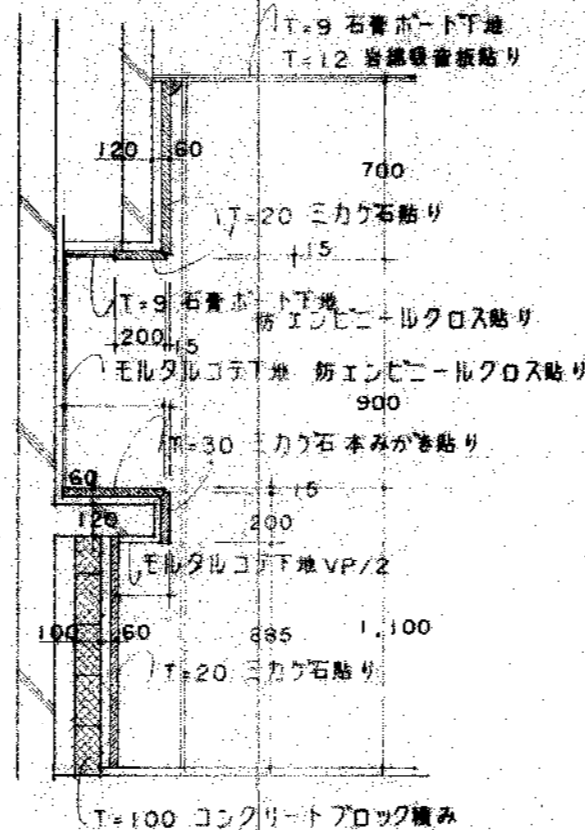 T=9 石膏ボード下地
T=12 岩綿吸音板貼り
120 60
700
T=20 ミカゲ石貼り
15
T=9 石膏ボード下地
防エンビニールクロス貼り
200 15
モルタルコテ下地 防エンビニールクロス貼り
900
T=30 ミカゲ石本みがき貼り
60
15
120
200
モルタルコテ下地VP/2
100 60
885
1,100
T=20 ミカゲ石貼り
T=100 コンクリートブロック積み